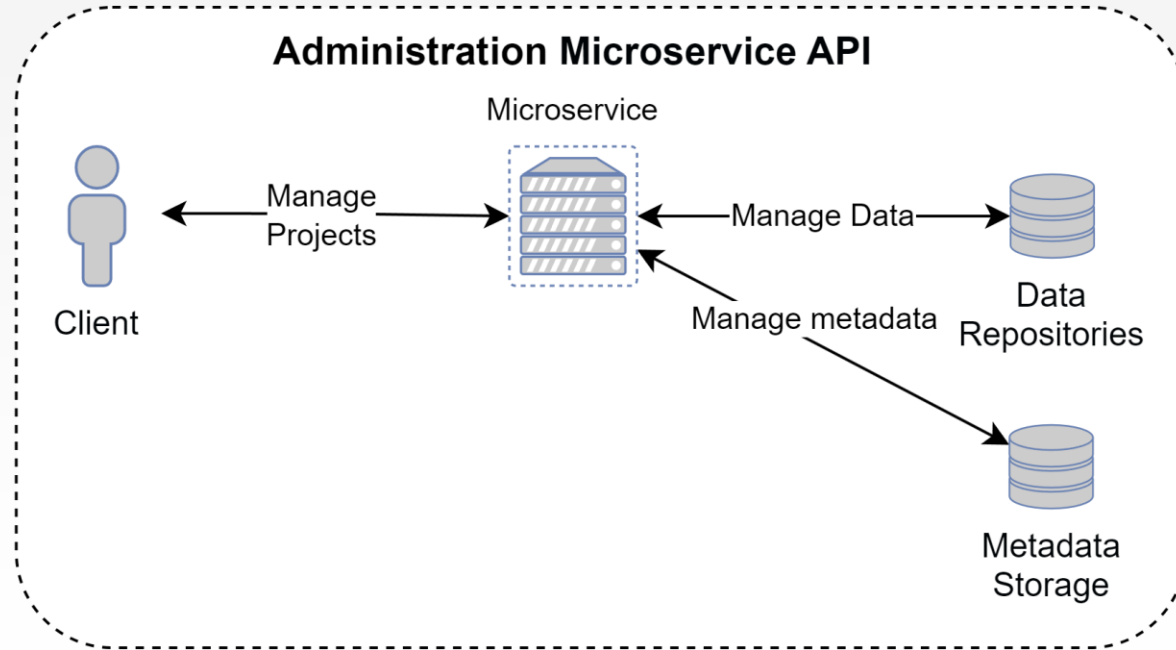 Administration Microservice API
Microservice
Manage
Projects
Manage Data
Client
Manage metadata
Data
Repositories
Metadata
Storage